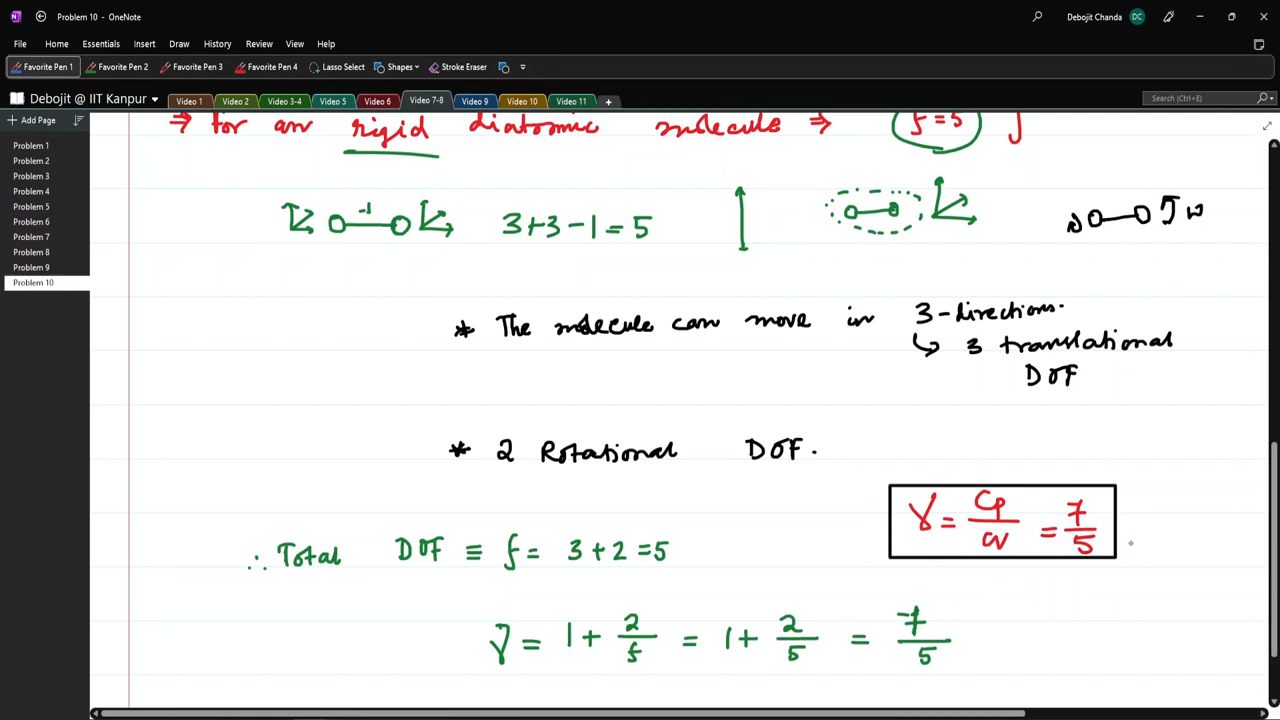 Problem 10 - OneNote
Debojit Chanda DC
File Home Essentials Insert Draw History Review View Help
Favorite Pen 1 Favorite Pen 2 Favorite Pen 3 Favorite Pen 4 Lasso Select Shapes Stroke Eraser
Debojit @ IIT Kanpur Video 1 Video 2 Video 3-4 Video 5 Video 6 Video 7-8 Video 9 Video 10 Video 11 +
Search (Ctrl+E)
Add Page
Problem 1
Problem 2
Problem 3
Problem 4
Problem 5
Problem 6
Problem 7
Problem 8
Problem 9
Problem 10
⇒ for an rigid diatomic molecule ⇒ f = 5
-1 3+3-1=5
* The molecule can move in 3-directions.
↳ 3 translational
DOF
* 2 Rotational DOF.
γ = Cp/Cv = 7/5
∴ Total DOF ≡ f = 3+2=5
γ = 1 + 2/f = 1 + 2/5 = 7/5